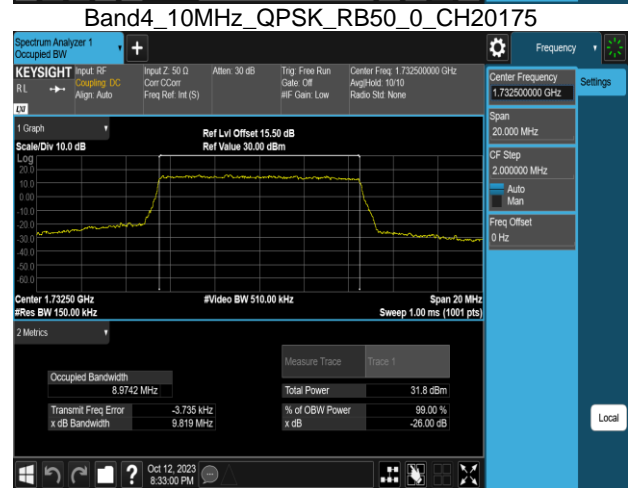 Band4_10MHz_QPSK_RB50_0_CH20175
Spectrum Analyzer 1
Occupied BW
Frequency
KEYSIGHT
RL
LXI
Input: RF
Coupling: DC
Align: Auto
Input Z: 50 Ω
Corr CCorr
Freq Ref: Int (S)
Atten: 30 dB
Trig: Free Run
Gate: Off
#IF Gain: Low
Center Freq: 1.732500000 GHz
Avg|Hold: 10/10
Radio Std: None
Center Frequency
1.732500000 GHz
Settings
Span
20.000 MHz
CF Step
2.000000 MHz
Auto
Man
Freq Offset
0 Hz
1 Graph
Scale/Div 10.0 dB
Ref Lvl Offset 15.50 dB
Ref Value 30.00 dBm
Log
20.0
10.0
0.00
-10.0
-20.0
-30.0
-40.0
-50.0
-60.0
Center 1.73250 GHz
#Video BW 510.00 kHz
Span 20 MHz
#Res BW 150.00 kHz
Sweep 1.00 ms (1001 pts)
2 Metrics
Measure Trace
Trace 1
Occupied Bandwidth
8.9742 MHz
Total Power
31.8 dBm
Transmit Freq Error
-3.735 kHz
% of OBW Power
99.00 %
x dB Bandwidth
9.819 MHz
x dB
-26.00 dB
Local
?
Oct 12, 2023
8:33:00 PM